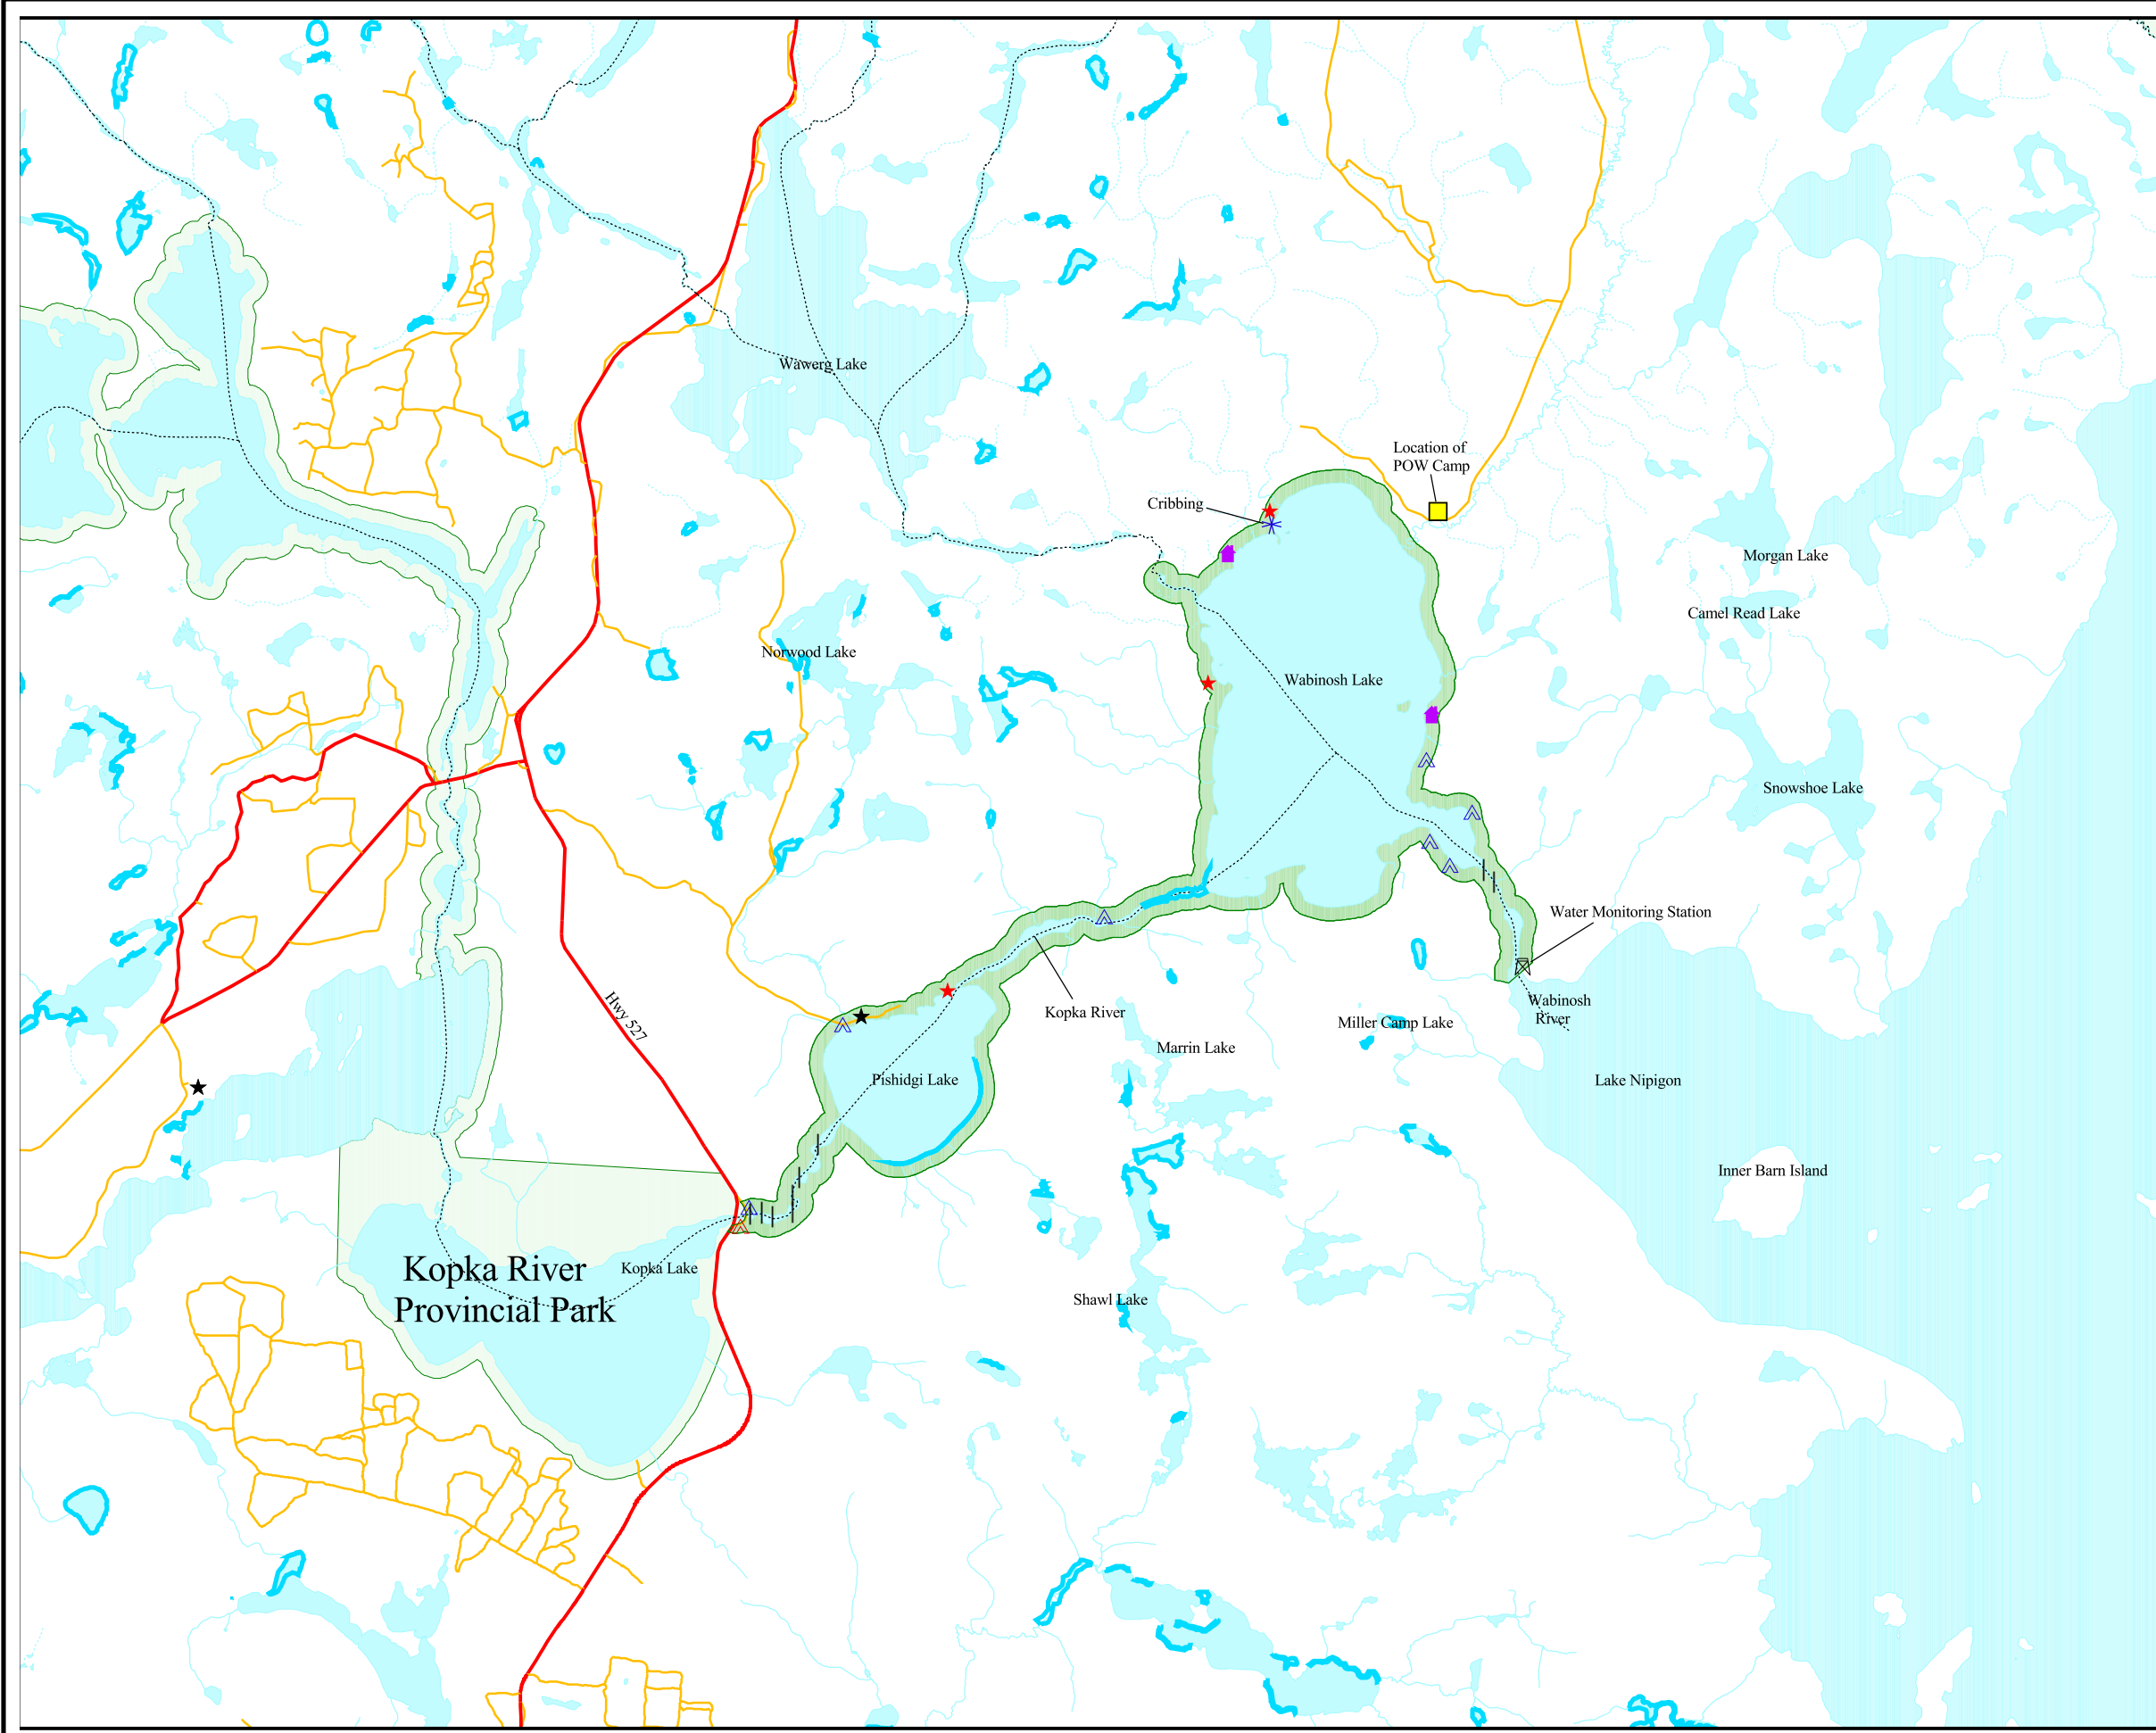 Wawerg Lake
Location of
POW Camp
Cribbing
Morgan Lake
Camel Read Lake
Norwood Lake
Wabinosh Lake
Snowshoe Lake
Water Monitoring Station
Wabinosh
River
Kopka River
Hwy 527
Miller Camp Lake
Marrin Lake
Pishidgi Lake
Lake Nipigon
Inner Barn Island
Kopka River
Provincial Park
Kopka Lake
Shawl Lake